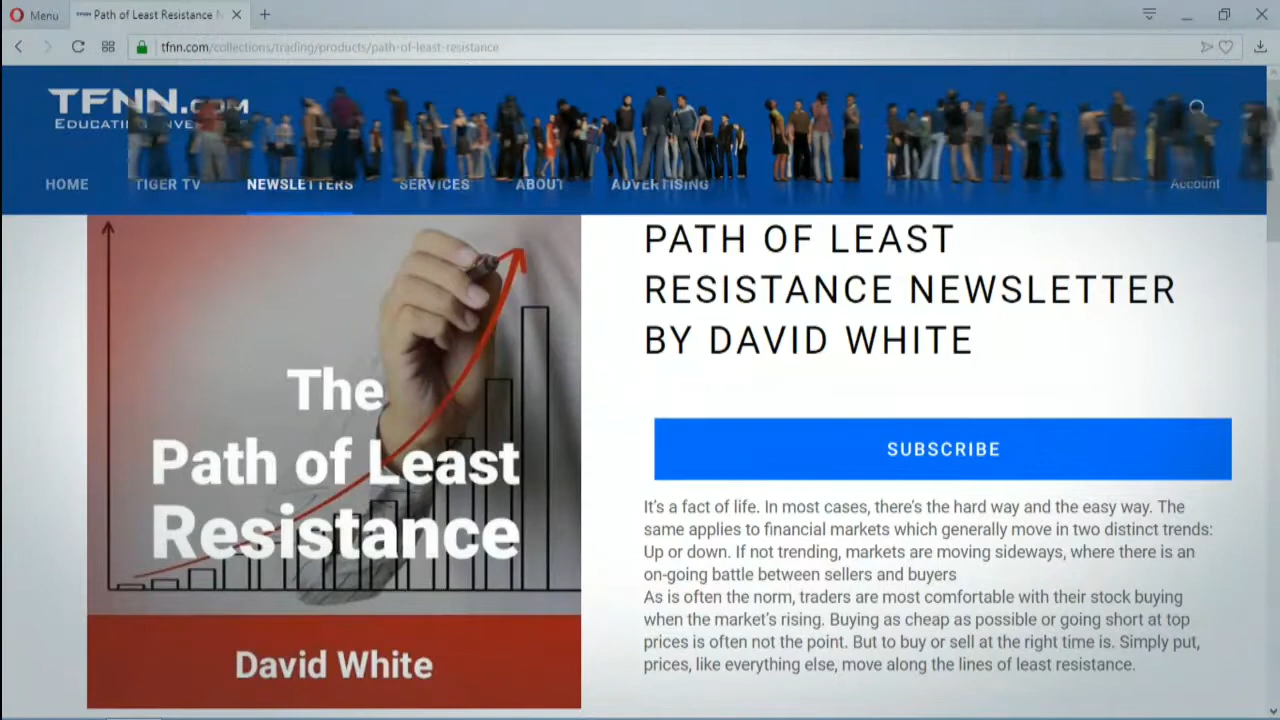 Menu
Path of Least Resistance
tfnn.com/collections/trading/products/path-of-least-resistance
TFNN.com
HOME TIGER TV NEWSLETTERS SERVICES ABOUT ADVERTISING Account
The
Path of Least
Resistance
David White
PATH OF LEAST
RESISTANCE NEWSLETTER
BY DAVID WHITE
SUBSCRIBE
It's a fact of life. In most cases, there's the hard way and the easy way. The
same applies to financial markets which generally move in two distinct trends:
Up or down. If not trending, markets are moving sideways, where there is an
on-going battle between sellers and buyers
As is often the norm, traders are most comfortable with their stock buying
when the market's rising. Buying as cheap as possible or going short at top
prices is often not the point. But to buy or sell at the right time is. Simply put,
prices, like everything else, move along the lines of least resistance.